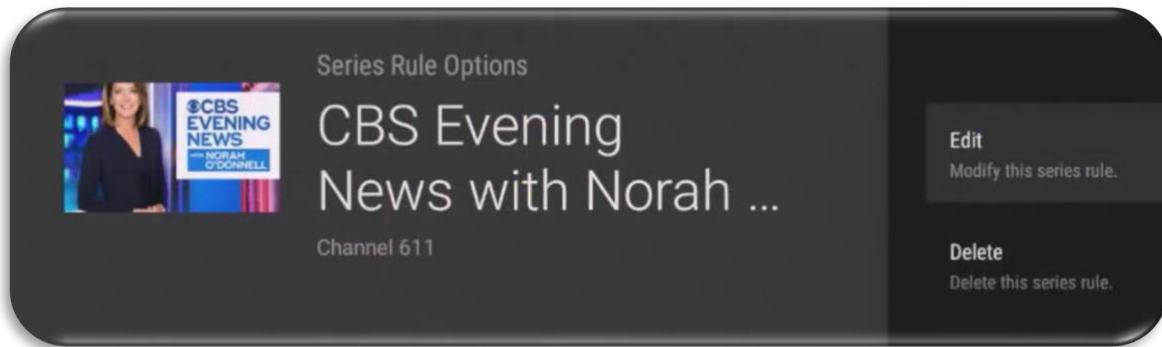 Series Rule Options
CBS Evening
News with Norah ...
Channel 611
CBS
EVENING
NEWS
WITH NORAH
O'DONNELL
Edit
Modify this series rule.
Delete
Delete this series rule.